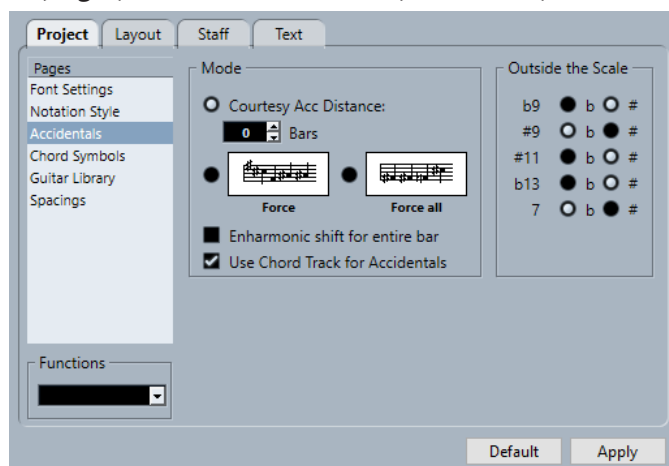 Project Layout Staff Text
Pages
Font Settings
Notation Style
Accidentals
Chord Symbols
Guitar Library
Spacings
Functions
Mode
Courtesy Acc Distance:
0 Bars
Force Force all
Enharmonic shift for entire bar
Use Chord Track for Accidentals
Outside the Scale
b9 b #
#9 b #
#11 b #
b13 b #
7 b #
Default Apply